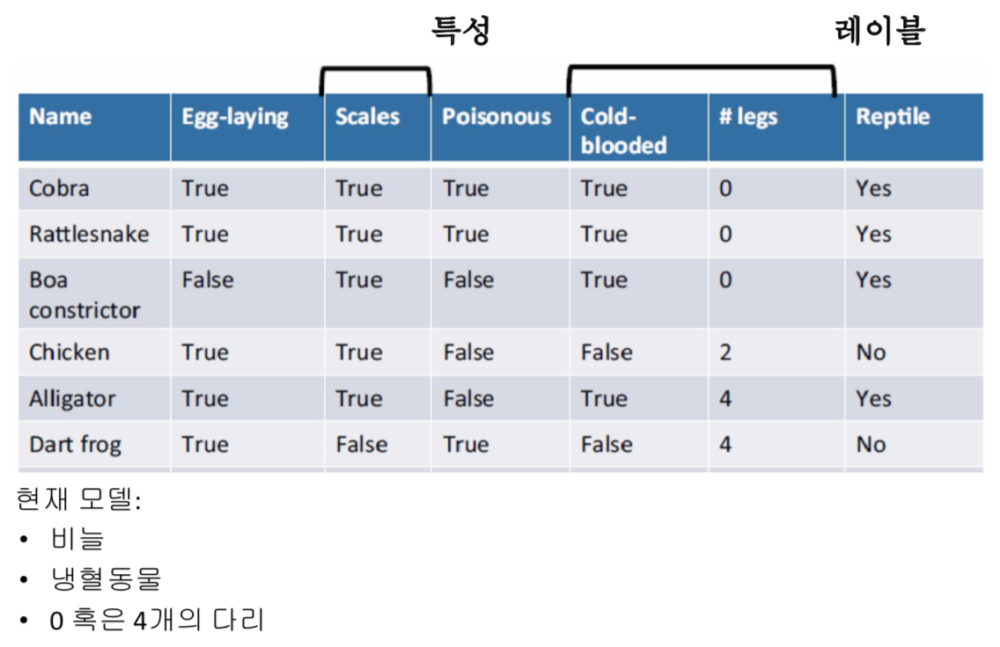 특성 레이블
Name Egg-laying Scales Poisonous Cold-blooded # legs Reptile
Cobra True True True True 0 Yes
Rattlesnake True True True True 0 Yes
Boa constrictor False True False True 0 Yes
Chicken True True False False 2 No
Alligator True True False True 4 Yes
Dart frog True False True False 4 No
현재 모델:
• 비늘
• 냉혈동물
• 0 혹은 4개의 다리